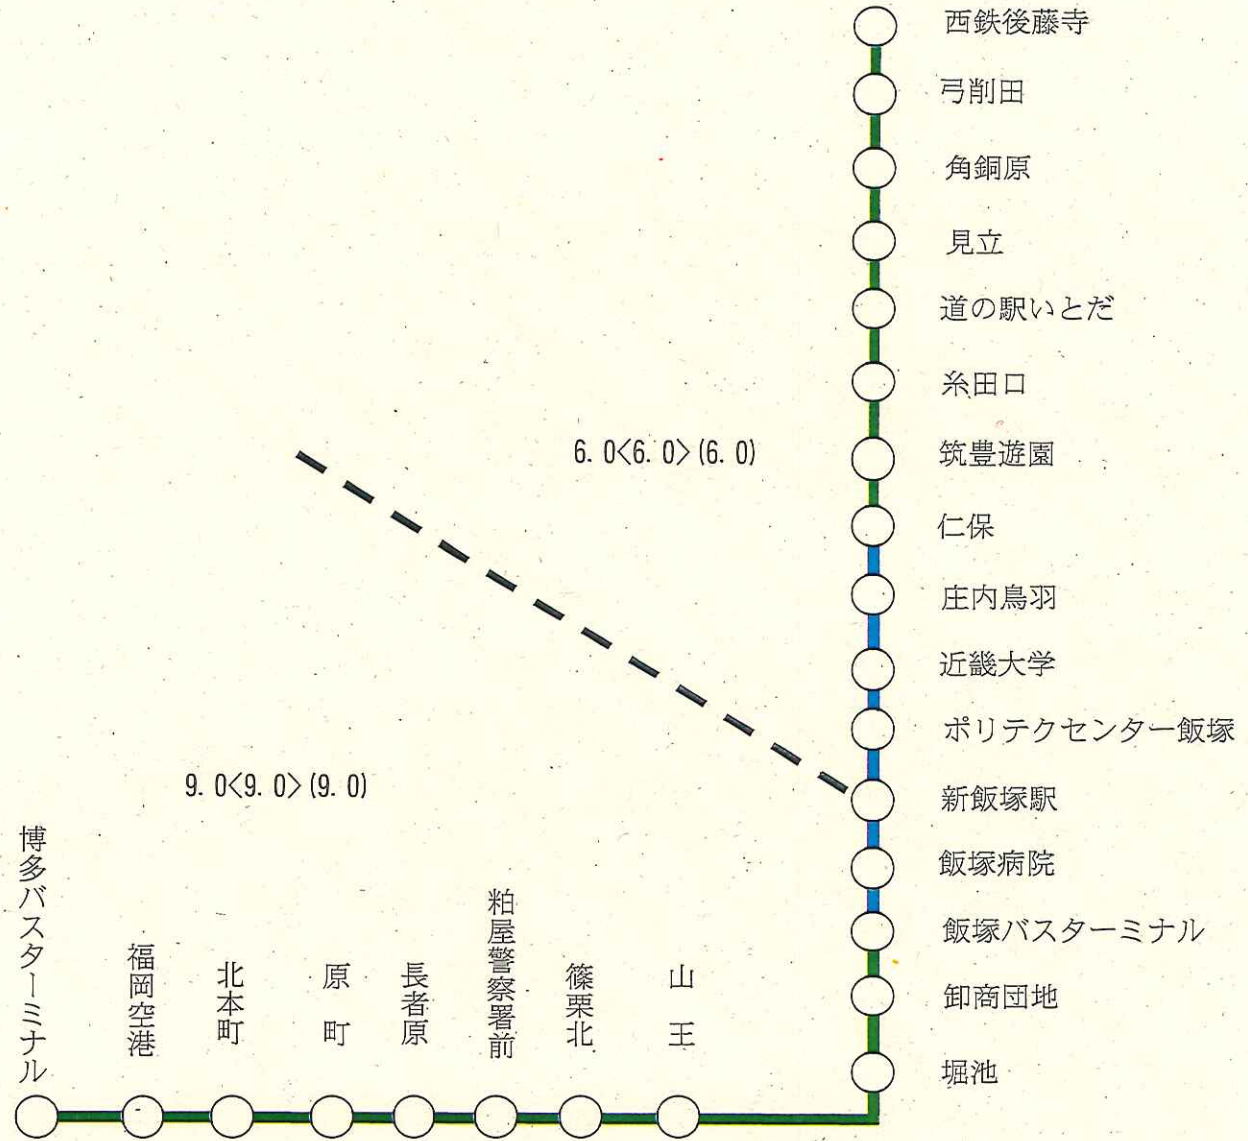 西鉄後藤寺
弓削田
角銅原
見立
道の駅いとだ
糸田口
6.0<6.0>(6.0)
筑豊遊園
仁保
庄内鳥羽
近畿大学
ポリテクセンター飯塚
9.0<9.0>(9.0)
新飯塚駅
飯塚病院
飯塚バスターミナル
卸商団地
堀池
博多バスターミナル
福岡空港
北本町
原町
長者原
粕屋警察署前
篠栗北
山王